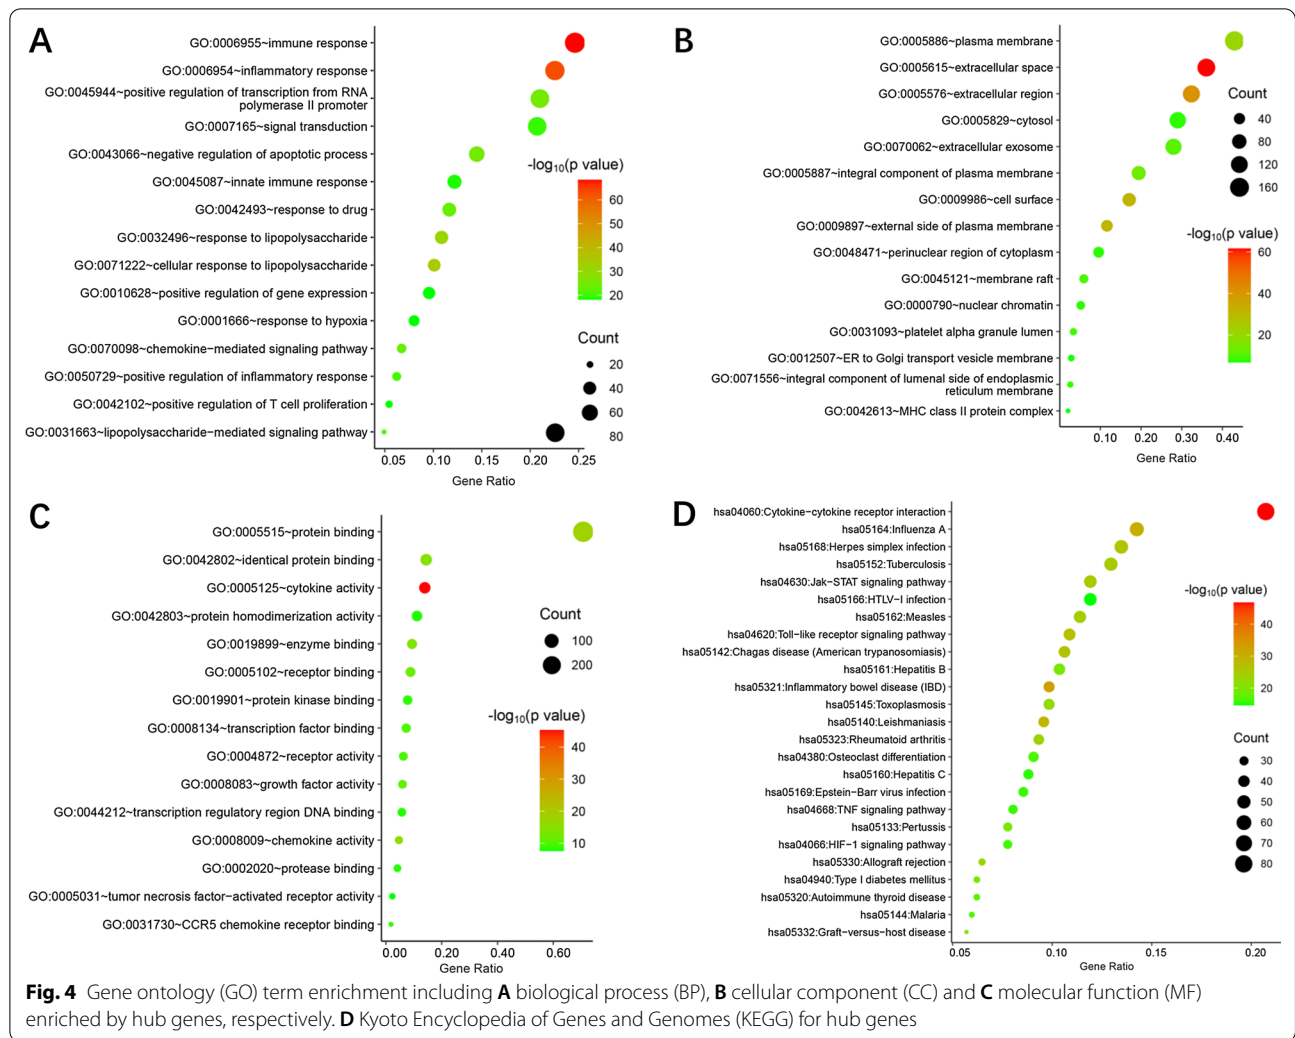 A
GO:0006955~immune response
GO:0006954~inflammatory response
GO:0045944~positive regulation of transcription from RNA
polymerase II promoter
GO:0007165~signal transduction
GO:0043066~negative regulation of apoptotic process
GO:0045087~innate immune response
GO:0042493~response to drug
GO:0032496~response to lipopolysaccharide
GO:0071222~cellular response to lipopolysaccharide
GO:0010628~positive regulation of gene expression
GO:0001666~response to hypoxia
GO:0070098~chemokine−mediated signaling pathway
GO:0050729~positive regulation of inflammatory response
GO:0042102~positive regulation of T cell proliferation
GO:0031663~lipopolysaccharide−mediated signaling pathway
0.05 0.10 0.15 0.20 0.25
Gene Ratio
-log10(p value)
60
50
40
30
20
Count
20
40
60
80
B
GO:0005886~plasma membrane
GO:0005615~extracellular space
GO:0005576~extracellular region
GO:0005829~cytosol
GO:0070062~extracellular exosome
GO:0005887~integral component of plasma membrane
GO:0009986~cell surface
GO:0009897~external side of plasma membrane
GO:0048471~perinuclear region of cytoplasm
GO:0045121~membrane raft
GO:0000790~nuclear chromatin
GO:0031093~platelet alpha granule lumen
GO:0012507~ER to Golgi transport vesicle membrane
GO:0071556~integral component of lumenal side of endoplasmic
reticulum membrane
GO:0042613~MHC class II protein complex
0.10 0.20 0.30 0.40
Gene Ratio
Count
40
80
120
160
-log10(p value)
60
40
20
C
GO:0005515~protein binding
GO:0042802~identical protein binding
GO:0005125~cytokine activity
GO:0042803~protein homodimerization activity
GO:0019899~enzyme binding
GO:0005102~receptor binding
GO:0019901~protein kinase binding
GO:0008134~transcription factor binding
GO:0004872~receptor activity
GO:0008083~growth factor activity
GO:0044212~transcription regulatory region DNA binding
GO:0008009~chemokine activity
GO:0002020~protease binding
GO:0005031~tumor necrosis factor−activated receptor activity
GO:0031730~CCR5 chemokine receptor binding
0.00 0.20 0.40 0.60
Gene Ratio
Count
100
200
-log10(p value)
40
30
20
10
D
hsa04060:Cytokine−cytokine receptor interaction
hsa05164:Influenza A
hsa05168:Herpes simplex infection
hsa05152:Tuberculosis
hsa04630:Jak−STAT signaling pathway
hsa05166:HTLV−I infection
hsa05162:Measles
hsa04620:Toll−like receptor signaling pathway
hsa05142:Chagas disease (American trypanosomiasis)
hsa05161:Hepatitis B
hsa05321:Inflammatory bowel disease (IBD)
hsa05145:Toxoplasmosis
hsa05140:Leishmaniasis
hsa05323:Rheumatoid arthritis
hsa04380:Osteoclast differentiation
hsa05160:Hepatitis C
hsa05169:Epstein−Barr virus infection
hsa04668:TNF signaling pathway
hsa05133:Pertussis
hsa04066:HIF−1 signaling pathway
hsa05330:Allograft rejection
hsa04940:Type I diabetes mellitus
hsa05320:Autoimmune thyroid disease
hsa05144:Malaria
hsa05332:Graft−versus−host disease
0.05 0.10 0.15 0.20
Gene Ratio
-log10(p value)
40
30
20
Count
30
40
50
60
70
80
Fig. 4 Gene ontology (GO) term enrichment including A biological process (BP), B cellular component (CC) and C molecular function (MF)
enriched by hub genes, respectively. D Kyoto Encyclopedia of Genes and Genomes (KEGG) for hub genes